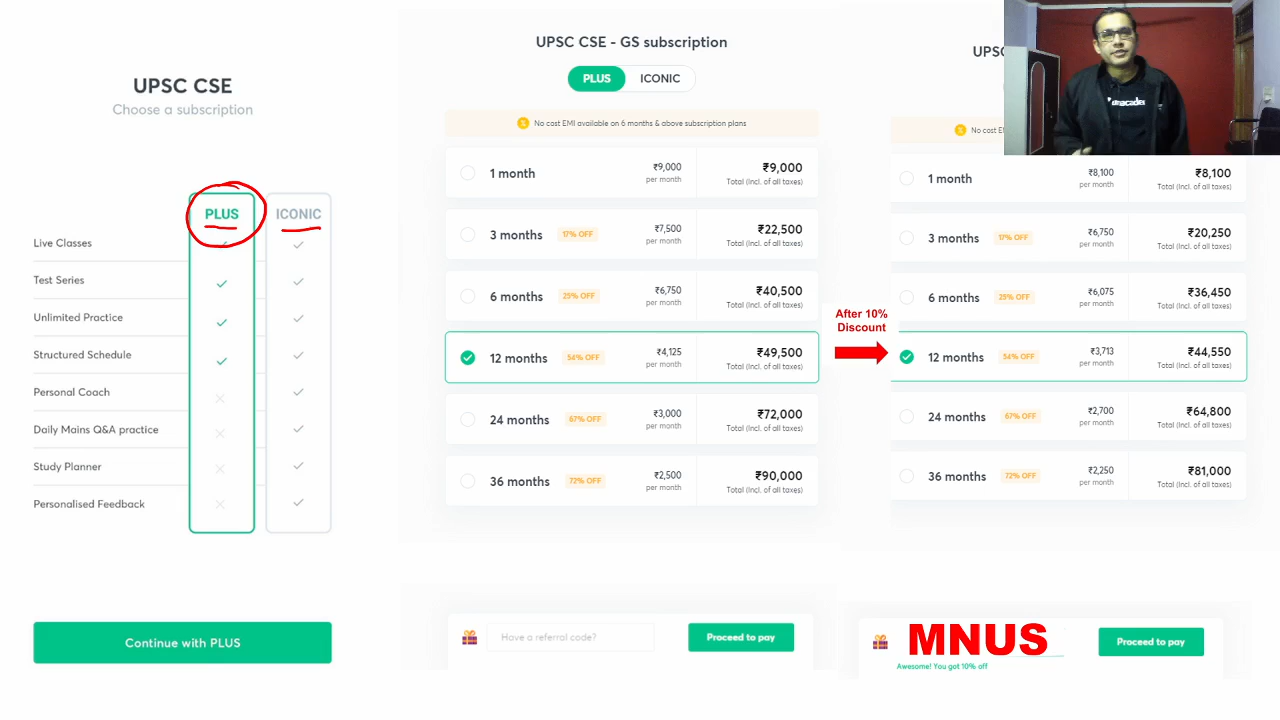 UPSC CSE
Choose a subscription
PLUS
ICONIC
Live Classes
Test Series
Unlimited Practice
Structured Schedule
Personal Coach
Daily Mains Q&A practice
Study Planner
Personalised Feedback
Continue with PLUS
UPSC CSE - GS subscription
PLUS
ICONIC
No cost EMI available on 6 months & above subscription plans
1 month ₹9,000 ₹9,000
per month Total (Incl. of all taxes)
3 months 17% OFF ₹7,500 ₹22,500
per month Total (Incl. of all taxes)
6 months 25% OFF ₹6,750 ₹40,500
per month Total (Incl. of all taxes)
12 months 54% OFF ₹4,125 ₹49,500
per month Total (Incl. of all taxes)
24 months 67% OFF ₹3,000 ₹72,000
per month Total (Incl. of all taxes)
36 months 72% OFF ₹2,500 ₹90,000
per month Total (Incl. of all taxes)
Have a referral code?
Proceed to pay
After 10%
Discount
UPSC
No cost
1 month ₹8,100 ₹8,100
per month Total (Incl. of all taxes)
3 months 17% OFF ₹6,750 ₹20,250
per month Total (Incl. of all taxes)
6 months 25% OFF ₹6,075 ₹36,450
per month Total (Incl. of all taxes)
12 months 54% OFF ₹3,713 ₹44,550
per month Total (Incl. of all taxes)
24 months 67% OFF ₹2,700 ₹64,800
per month Total (Incl. of all taxes)
36 months 72% OFF ₹2,250 ₹81,000
per month Total (Incl. of all taxes)
MNUS
Proceed to pay
Awesome! You got 10% off